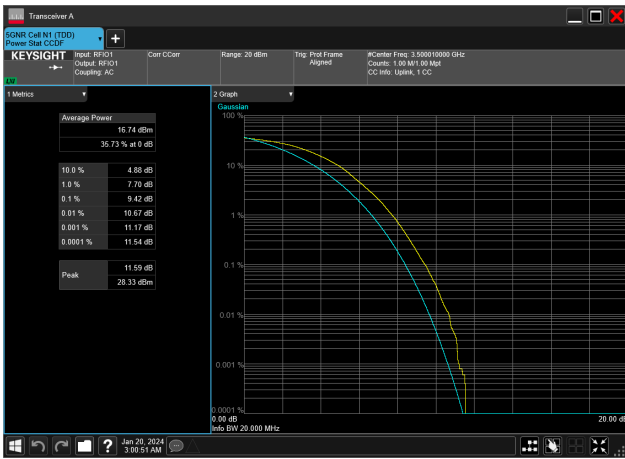 Transceiver A
5GNR Cell N1 (TDD)
Power Stat CCDF
KEYSIGHT
LXI
Input: RFIO1
Output: RFIO1
Coupling: AC
Corr CCorr
Range: 20 dBm
Trig: Prot Frame
Aligned
#Center Freq: 3.500010000 GHz
Counts: 1.00 M/1.00 Mpt
CC Info: Uplink, 1 CC
1 Metrics
Average Power
16.74 dBm
35.73 % at 0 dB
10.0 % 4.88 dB
1.0 % 7.70 dB
0.1 % 9.42 dB
0.01 % 10.67 dB
0.001 % 11.17 dB
0.0001 % 11.54 dB
Peak
11.59 dB
28.33 dBm
2 Graph
Gaussian
100 %
10 %
1 %
0.1 %
0.01 %
0.001 %
0.0001 %
0.00 dB
20.00 dB
Info BW 20.000 MHz
Jan 20, 2024
3:00:51 AM